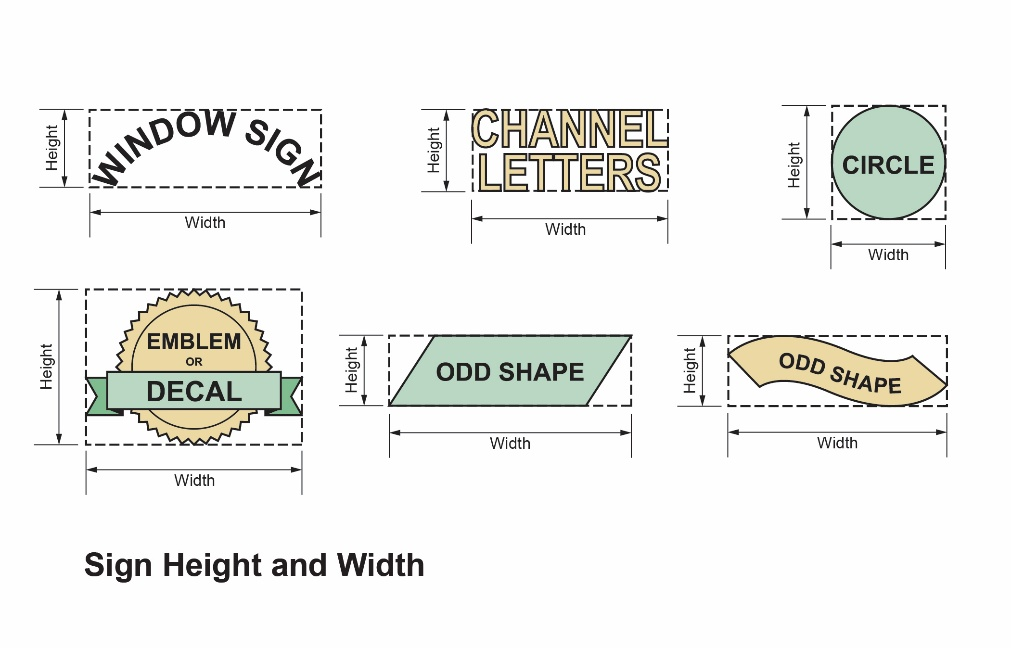 Height
WINDOW SIGN
Width
Height
CHANNEL
LETTERS
Width
Height
CIRCLE
Width
Height
EMBLEM
OR
DECAL
Width
Height
ODD SHAPE
Width
Height
ODD SHAPE
Width
Sign Height and Width